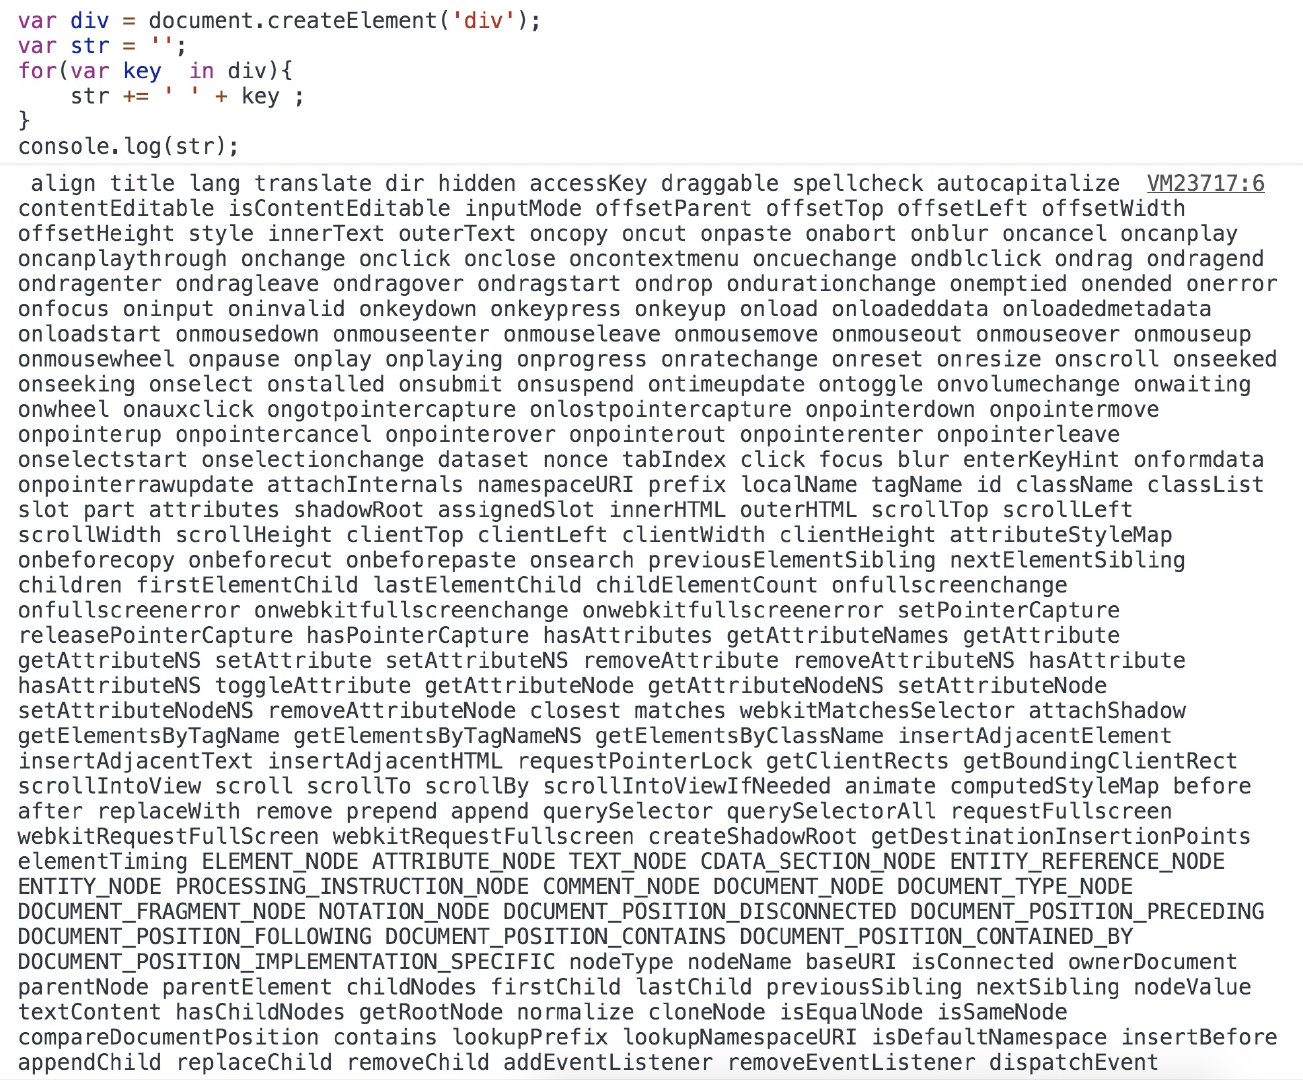 var div = document.createElement('div');
var str = '';
for(var key  in div){
    str += ' ' + key ;
}
console.log(str);
 align title lang translate dir hidden accessKey draggable spellcheck autocapitalize  VM23717:6
contentEditable isContentEditable inputMode offsetParent offsetTop offsetLeft offsetWidth
offsetHeight style innerText outerText oncopy oncut onpaste onabort onblur oncancel oncanplay
oncanplaythrough onchange onclick onclose oncontextmenu oncuechange ondblclick ondrag ondragend
ondragenter ondragleave ondragover ondragstart ondrop ondurationchange onemptied onended onerror
onfocus oninput oninvalid onkeydown onkeypress onkeyup onload onloadeddata onloadedmetadata
onloadstart onmousedown onmouseenter onmouseleave onmousemove onmouseout onmouseover onmouseup
onmousewheel onpause onplay onplaying onprogress onratechange onreset onresize onscroll onseeked
onseeking onselect onstalled onsubmit onsuspend ontimeupdate ontoggle onvolumechange onwaiting
onwheel onauxclick ongotpointercapture onlostpointercapture onpointerdown onpointermove
onpointerup onpointercancel onpointerover onpointerout onpointerenter onpointerleave
onselectstart onselectionchange dataset nonce tabIndex click focus blur enterKeyHint onformdata
onpointerrawupdate attachInternals namespaceURI prefix localName tagName id className classList
slot part attributes shadowRoot assignedSlot innerHTML outerHTML scrollTop scrollLeft
scrollWidth scrollHeight clientTop clientLeft clientWidth clientHeight attributeStyleMap
onbeforecopy onbeforecut onbeforepaste onsearch previousElementSibling nextElementSibling
children firstElementChild lastElementChild childElementCount onfullscreenchange
onfullscreenerror onwebkitfullscreenchange onwebkitfullscreenerror setPointerCapture
releasePointerCapture hasPointerCapture hasAttributes getAttributeNames getAttribute
getAttributeNS setAttribute setAttributeNS removeAttribute removeAttributeNS hasAttribute
hasAttributeNS toggleAttribute getAttributeNode getAttributeNodeNS setAttributeNode
setAttributeNodeNS removeAttributeNode closest matches webkitMatchesSelector attachShadow
getElementsByTagName getElementsByTagNameNS getElementsByClassName insertAdjacentElement
insertAdjacentText insertAdjacentHTML requestPointerLock getClientRects getBoundingClientRect
scrollIntoView scroll scrollTo scrollBy scrollIntoViewIfNeeded animate computedStyleMap before
after replaceWith remove prepend append querySelector querySelectorAll requestFullscreen
webkitRequestFullScreen webkitRequestFullscreen createShadowRoot getDestinationInsertionPoints
elementTiming ELEMENT_NODE ATTRIBUTE_NODE TEXT_NODE CDATA_SECTION_NODE ENTITY_REFERENCE_NODE
ENTITY_NODE PROCESSING_INSTRUCTION_NODE COMMENT_NODE DOCUMENT_NODE DOCUMENT_TYPE_NODE
DOCUMENT_FRAGMENT_NODE NOTATION_NODE DOCUMENT_POSITION_DISCONNECTED DOCUMENT_POSITION_PRECEDING
DOCUMENT_POSITION_FOLLOWING DOCUMENT_POSITION_CONTAINS DOCUMENT_POSITION_CONTAINED_BY
DOCUMENT_POSITION_IMPLEMENTATION_SPECIFIC nodeType nodeName baseURI isConnected ownerDocument
parentNode parentElement childNodes firstChild lastChild previousSibling nextSibling nodeValue
textContent hasChildNodes getRootNode normalize cloneNode isEqualNode isSameNode
compareDocumentPosition contains lookupPrefix lookupNamespaceURI isDefaultNamespace insertBefore
appendChild replaceChild removeChild addEventListener removeEventListener dispatchEvent